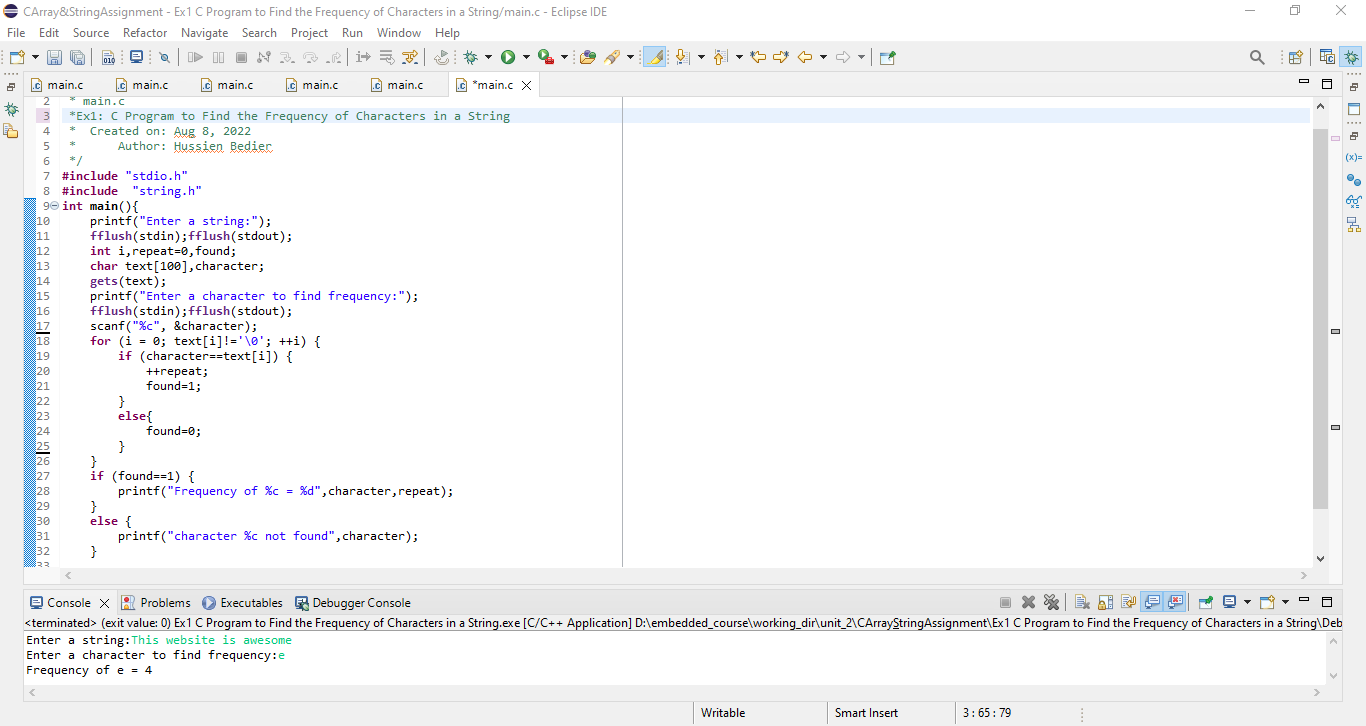 CArray&StringAssignment - Ex1 C Program to Find the Frequency of Characters in a String/main.c - Eclipse IDE
File Edit Source Refactor Navigate Search Project Run Window Help
main.c main.c main.c main.c main.c *main.c
2 * main.c
3 *Ex1: C Program to Find the Frequency of Characters in a String
4 *  Created on: Aug 8, 2022
5 *      Author: Hussien Bedier
6 */
7 #include "stdio.h"
8 #include  "string.h"
9 int main(){
10     printf("Enter a string:");
11     fflush(stdin);fflush(stdout);
12     int i,repeat=0,found;
13     char text[100],character;
14     gets(text);
15     printf("Enter a character to find frequency:");
16     fflush(stdin);fflush(stdout);
17     scanf("%c", &character);
18     for (i = 0; text[i]!='\0'; ++i) {
19         if (character==text[i]) {
20             ++repeat;
21             found=1;
22         }
23         else{
24             found=0;
25         }
26     }
27     if (found==1) {
28         printf("Frequency of %c = %d",character,repeat);
29     }
30     else {
31         printf("character %c not found",character);
32     }
33
Console Problems Executables Debugger Console
<terminated> (exit value: 0) Ex1 C Program to Find the Frequency of Characters in a String.exe [C/C++ Application] D:\embedded_course\working_dir\unit_2\CArrayStringAssignment\Ex1 C Program to Find the Frequency of Characters in a String\Deb
Enter a string:This website is awesome
Enter a character to find frequency:e
Frequency of e = 4
Writable Smart Insert 3 : 65 : 79